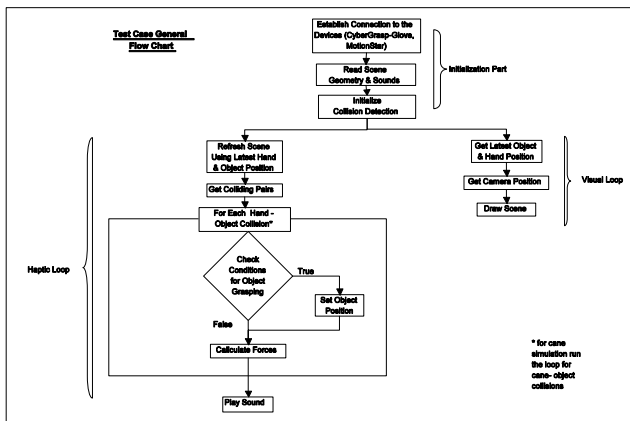 Test Case General
Flow Chart
Establish Connection to the
Devices (CyberGrasp-Glove,
MotionStar)
Read Scene
Geometry & Sounds
Initialize
Collision Detection
Initialization Part
Refresh Scene
Using Latest Hand
& Object Position
Get Colliding Pairs
For Each Hand -
Object Collision*
Check
Conditions
for Object
Grasping
True
Set Object
Position
False
Calculate Forces
Play Sound
Haptic Loop
Get Latest Object
& Hand Position
Get Camera Position
Draw Scene
Visual Loop
* for cane
simulation run
the loop for
cane- object
collisions